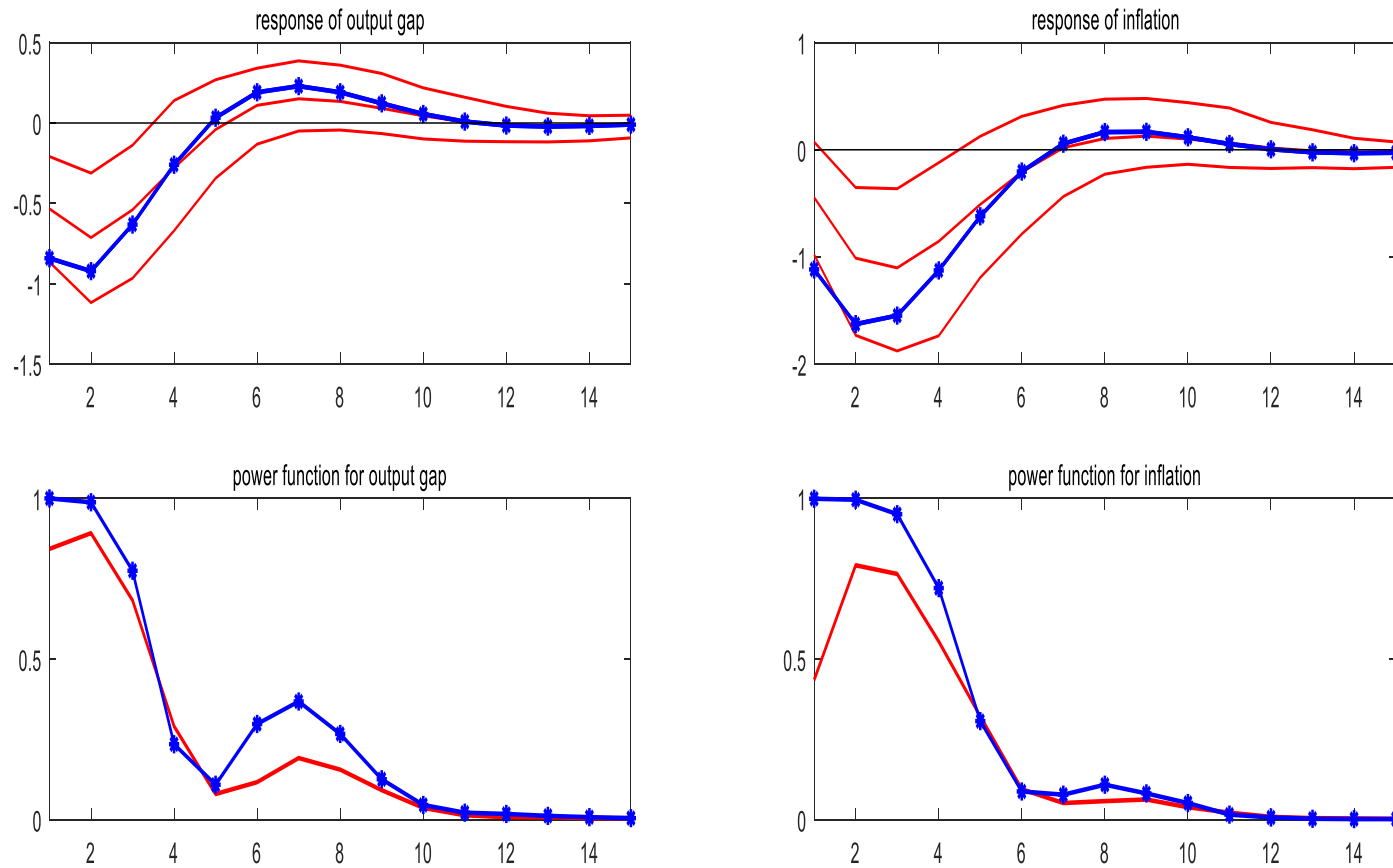 response of output gap
0.5
0
-0.5
-1
-1.5
2 4 6 8 10 12 14
response of inflation
1
0
-1
-2
2 4 6 8 10 12 14
power function for output gap
1
0.5
0
2 4 6 8 10 12 14
power function for inflation
1
0.5
0
2 4 6 8 10 12 14